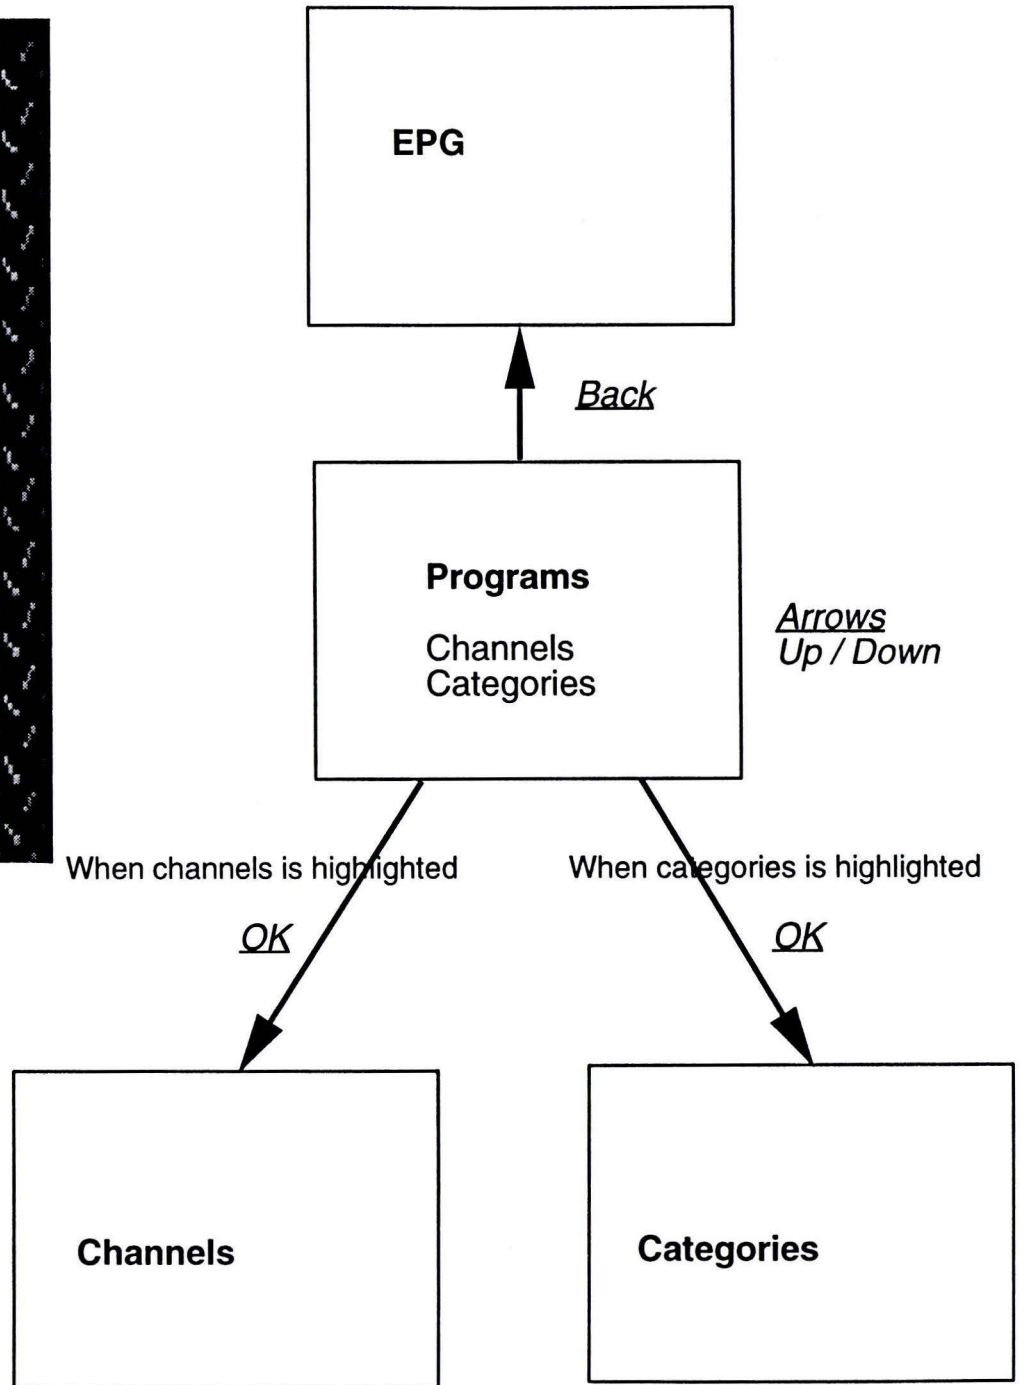 EPG
Back
Programs
Channels
Categories
Arrows
Up / Down
When channels is highlighted
When categories is highlighted
OK
OK
Channels
Categories